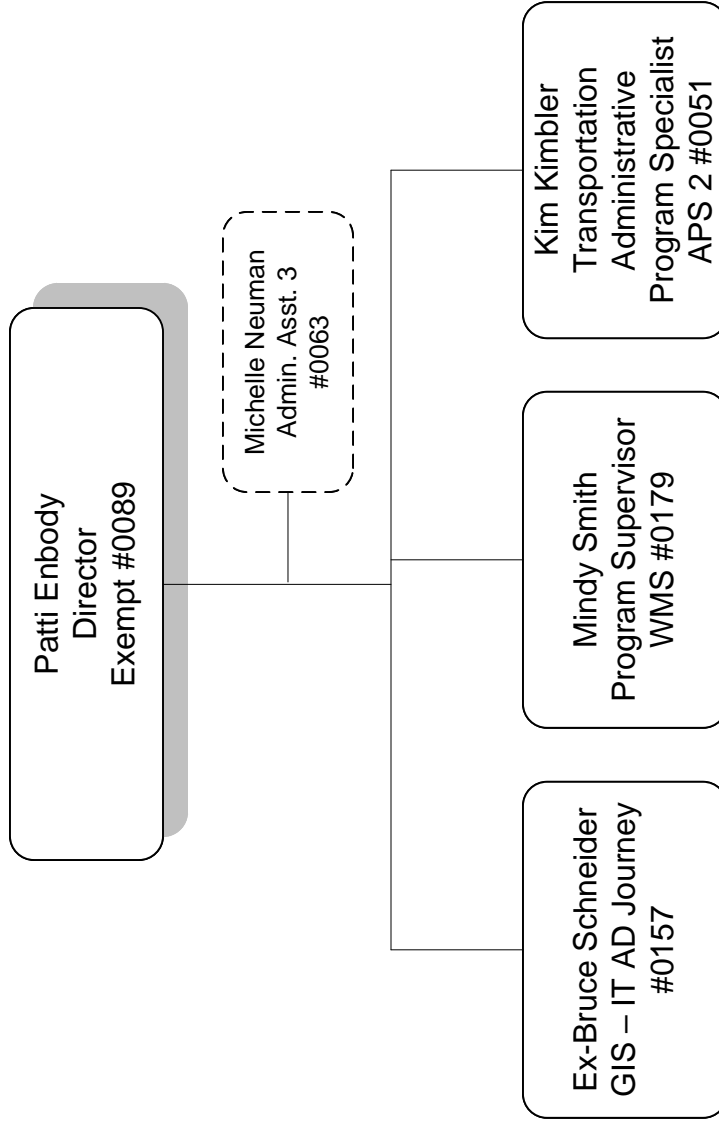 Patti Enbody
Director
Exempt #0089
Michelle Neuman
Admin. Asst. 3
#0063
Ex-Bruce Schneider
GIS – IT AD Journey
#0157
Mindy Smith
Program Supervisor
WMS #0179
Kim Kimbler
Transportation
Administrative
Program Specialist
APS 2 #0051